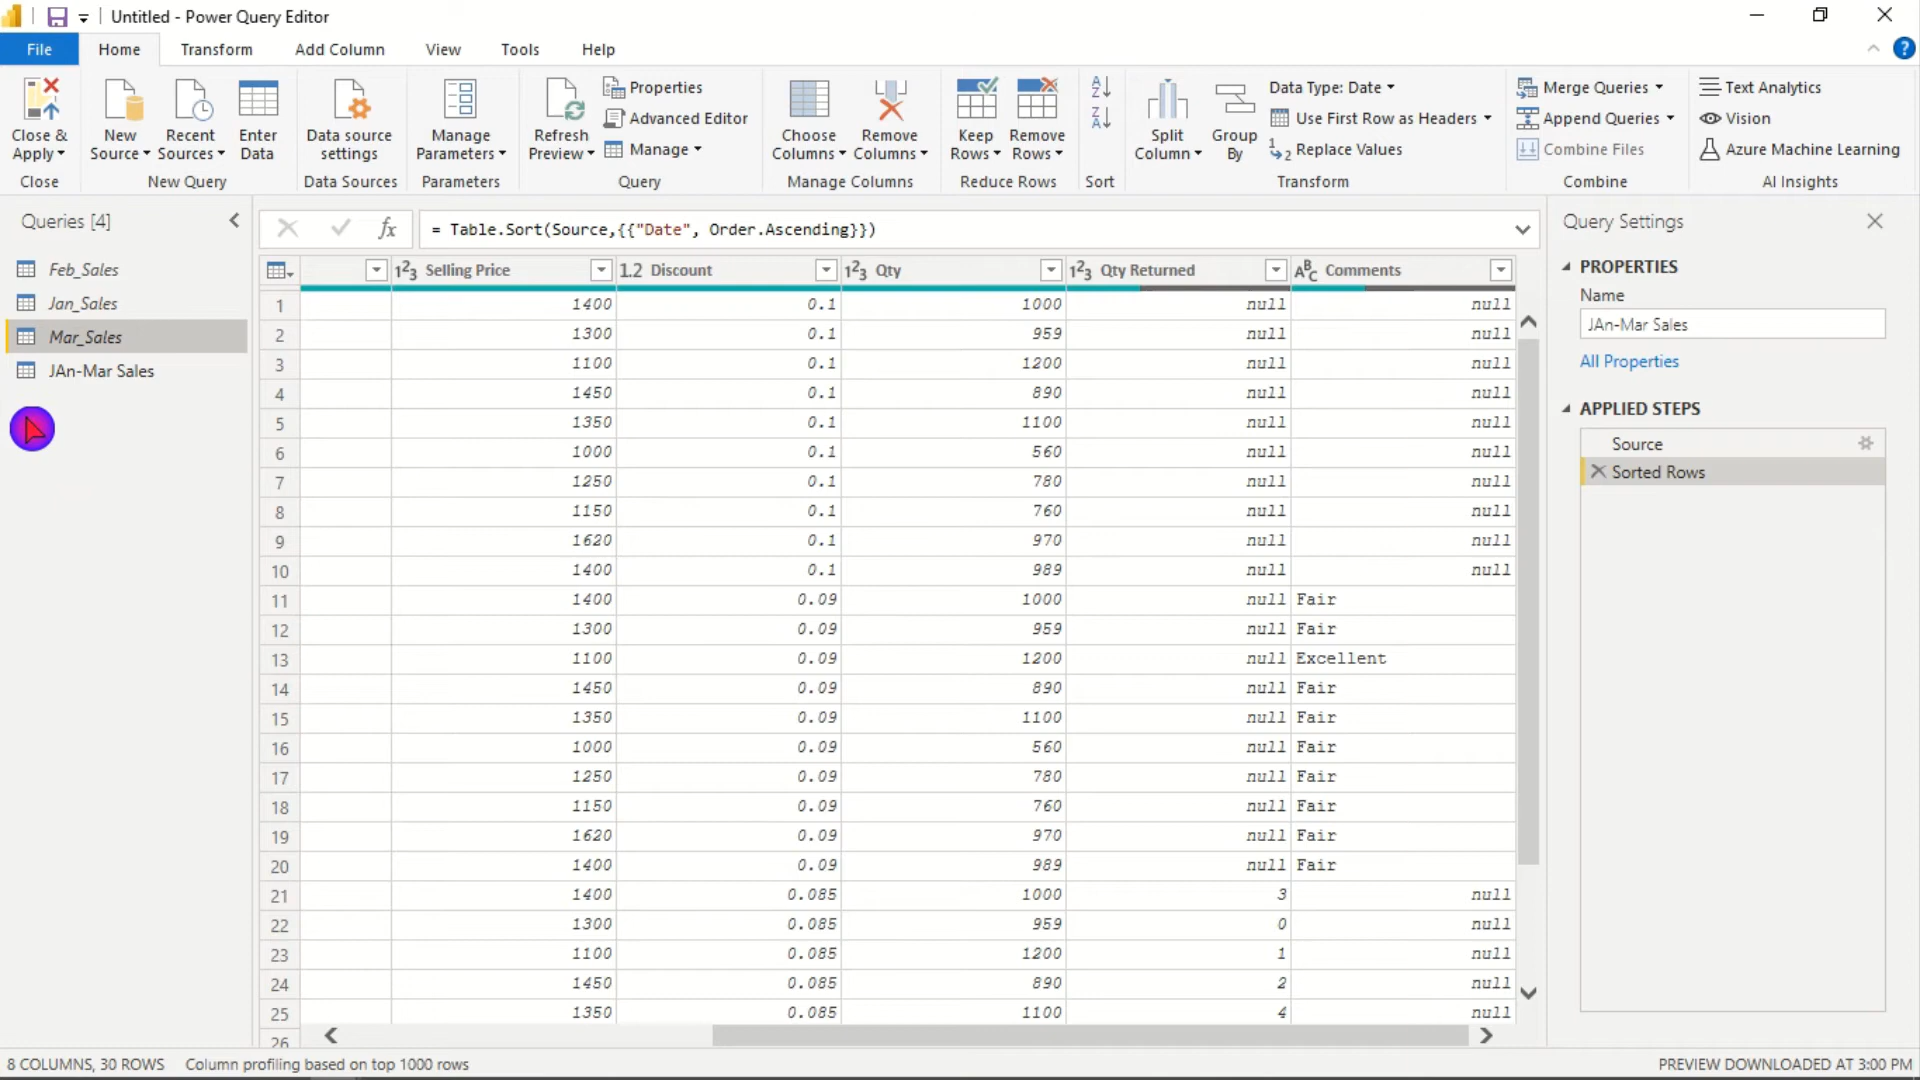 Untitled - Power Query Editor
File Home Transform Add Column View Tools Help
Close & Apply
New Source
Recent Sources
Enter Data
Data source settings
Manage Parameters
Refresh Preview
Properties
Advanced Editor
Manage
Choose Columns
Remove Columns
Keep Rows
Remove Rows
Split Column
Group By
Data Type: Date
Use First Row as Headers
Replace Values
Merge Queries
Append Queries
Combine Files
Text Analytics
Vision
Azure Machine Learning
Close New Query Data Sources Parameters Query Manage Columns Reduce Rows Sort Transform Combine AI Insights
Queries [4]
Feb_Sales
Jan_Sales
Mar_Sales
JAn-Mar Sales
fx = Table.Sort(Source,{{"Date", Order.Ascending}})
Selling Price 1.2 Discount Qty Qty Returned Comments
1 1400 0.1 1000 null null
2 1300 0.1 959 null null
3 1100 0.1 1200 null null
4 1450 0.1 890 null null
5 1350 0.1 1100 null null
6 1000 0.1 560 null null
7 1250 0.1 780 null null
8 1150 0.1 760 null null
9 1620 0.1 970 null null
10 1400 0.1 989 null null
11 1400 0.09 1000 null Fair
12 1300 0.09 959 null Fair
13 1100 0.09 1200 null Excellent
14 1450 0.09 890 null Fair
15 1350 0.09 1100 null Fair
16 1000 0.09 560 null Fair
17 1250 0.09 780 null Fair
18 1150 0.09 760 null Fair
19 1620 0.09 970 null Fair
20 1400 0.09 989 null Fair
21 1400 0.085 1000 3 null
22 1300 0.085 959 0 null
23 1100 0.085 1200 1 null
24 1450 0.085 890 2 null
25 1350 0.085 1100 4 null
26
Query Settings
PROPERTIES
Name
JAn-Mar Sales
All Properties
APPLIED STEPS
Source
Sorted Rows
8 COLUMNS, 30 ROWS Column profiling based on top 1000 rows PREVIEW DOWNLOADED AT 3:00 PM